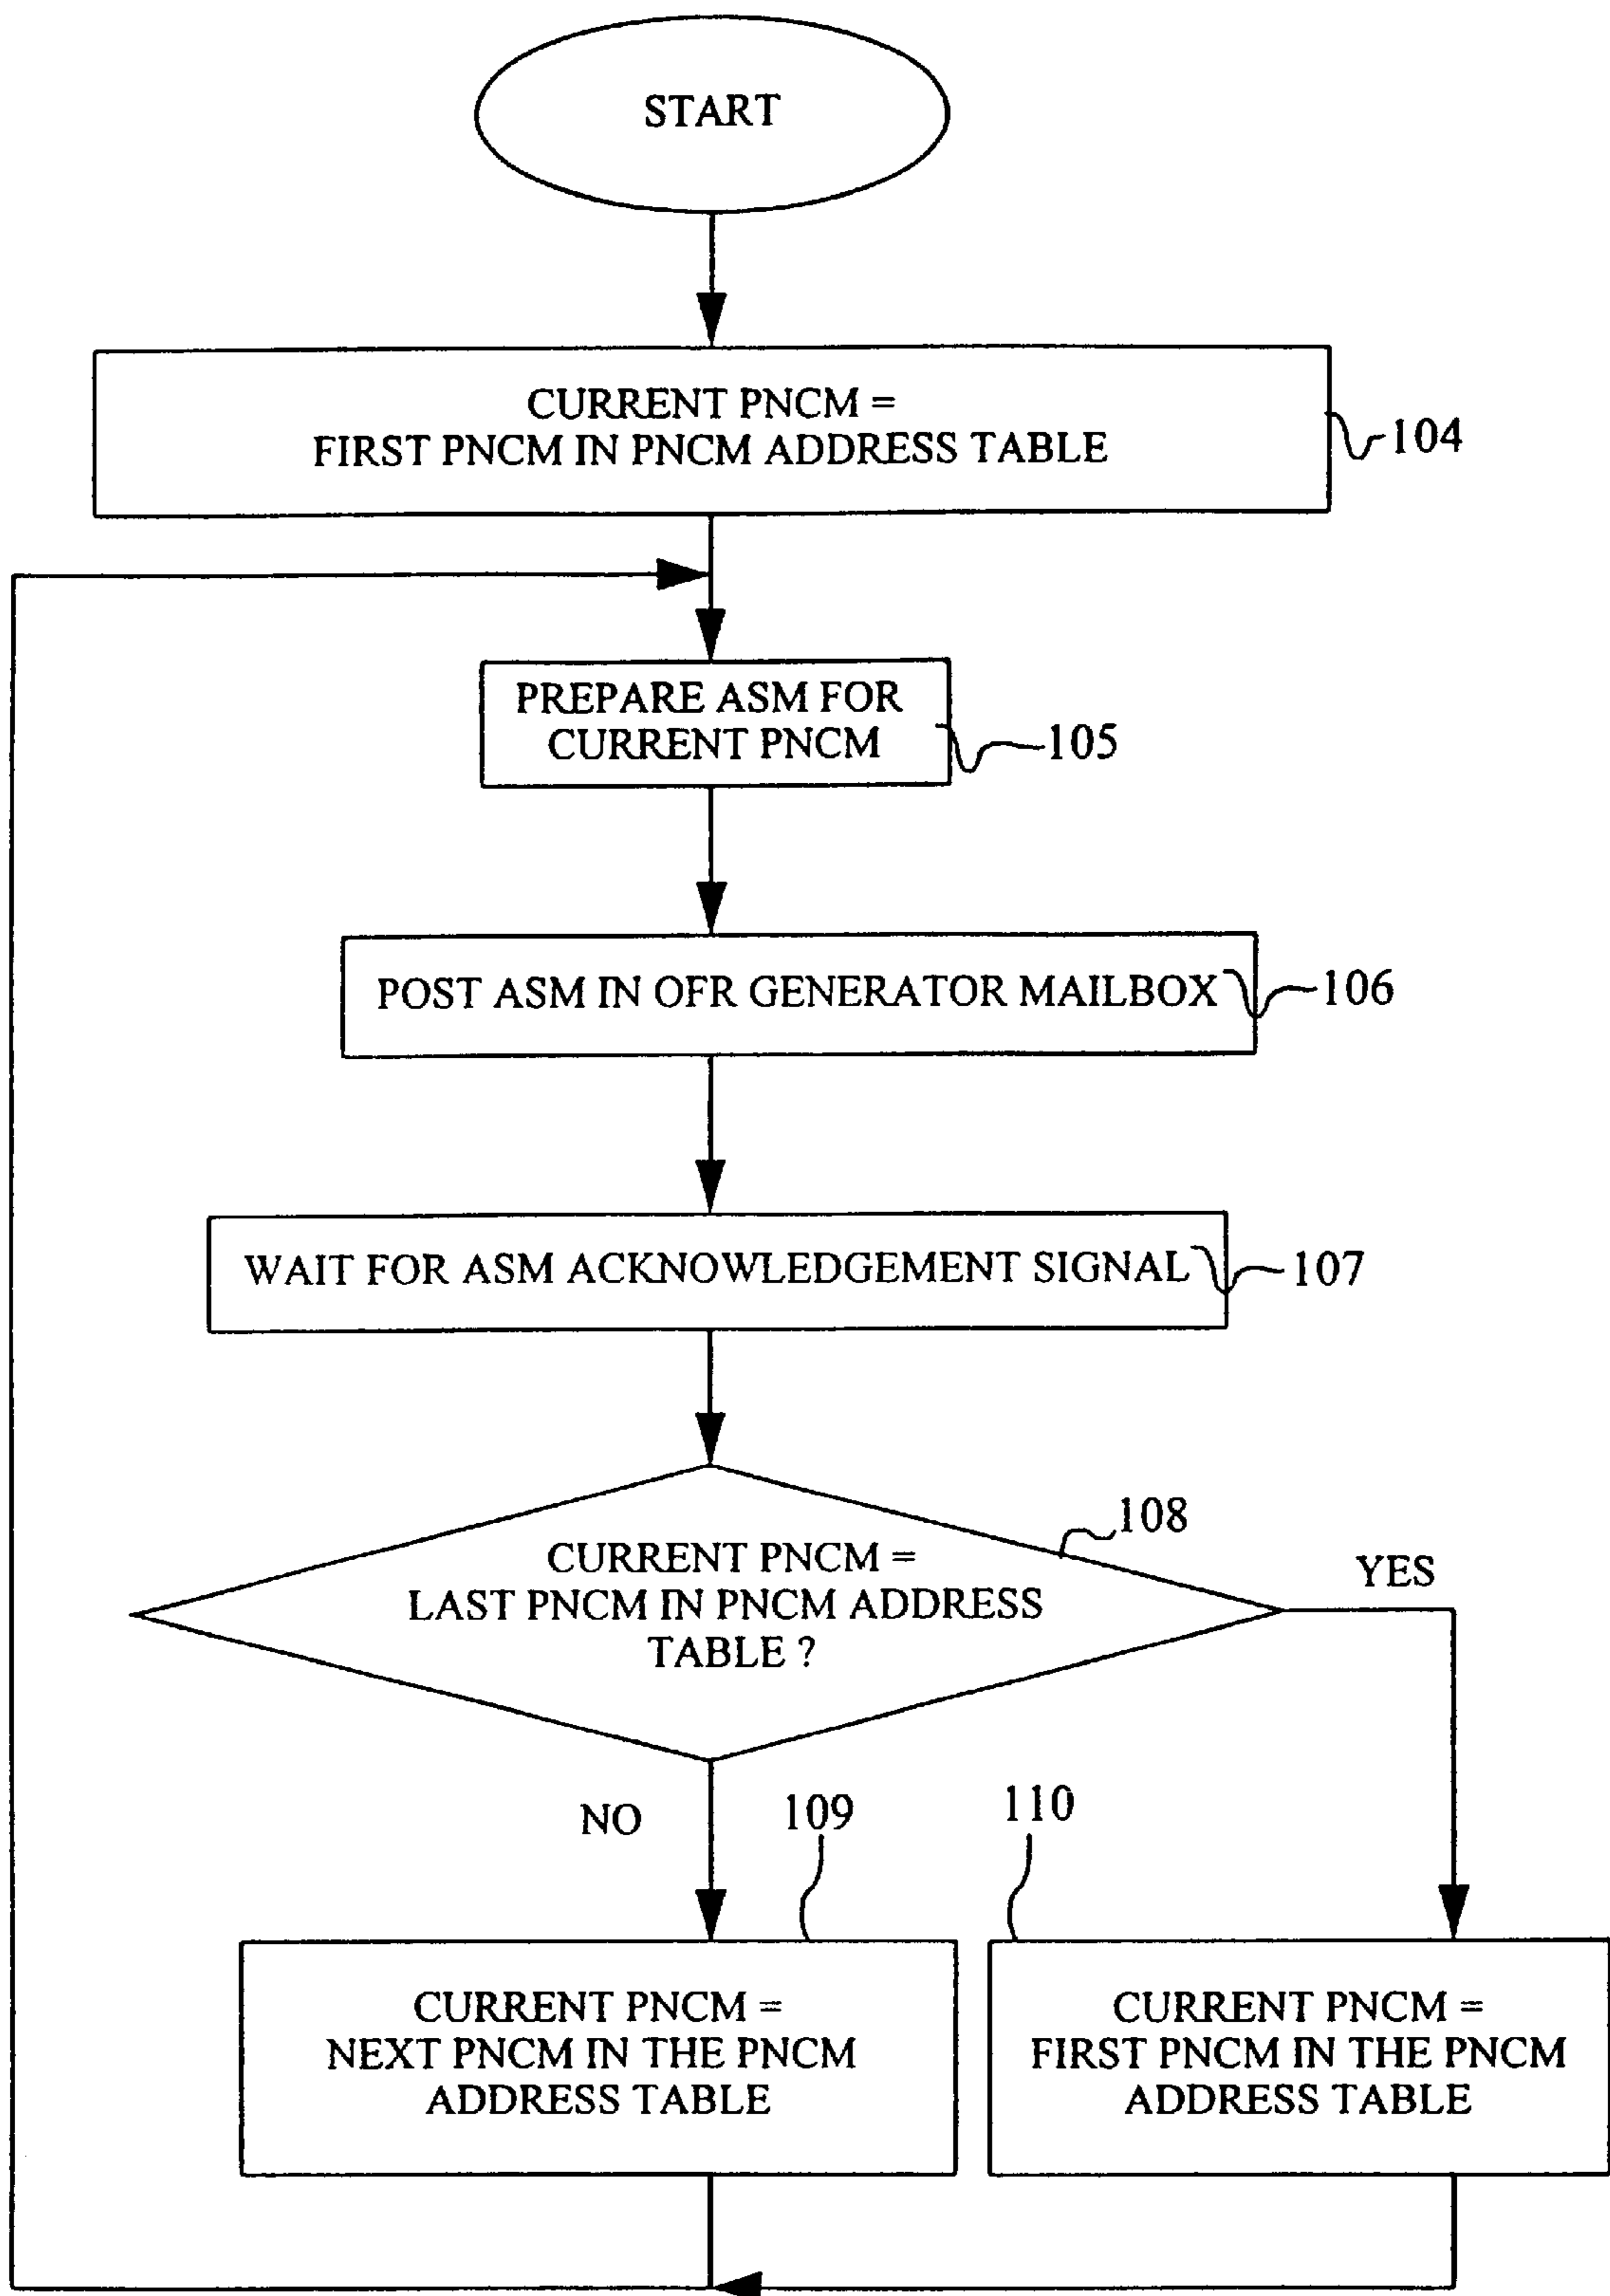 START
CURRENT PNCM =
FIRST PNCM IN PNCM ADDRESS TABLE
104
PREPARE ASM FOR
CURRENT PNCM
105
POST ASM IN OFR GENERATOR MAILBOX
106
WAIT FOR ASM ACKNOWLEDGEMENT SIGNAL
107
108
CURRENT PNCM =
LAST PNCM IN PNCM ADDRESS
TABLE ?
YES
NO
109
110
CURRENT PNCM =
NEXT PNCM IN THE PNCM
ADDRESS TABLE
CURRENT PNCM =
FIRST PNCM IN THE PNCM
ADDRESS TABLE